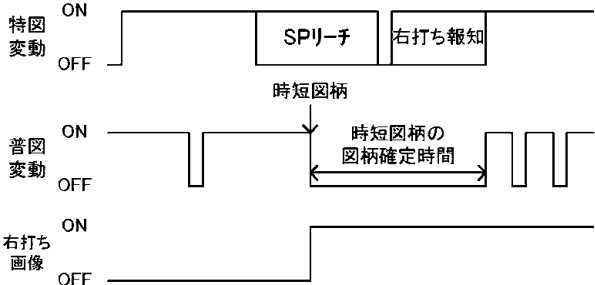 特図
変動
ON
OFF
SPリーチ
右打ち報知
時短図柄
普図
変動
ON
OFF
時短図柄の
図柄確定時間
右打ち
画像
ON
OFF